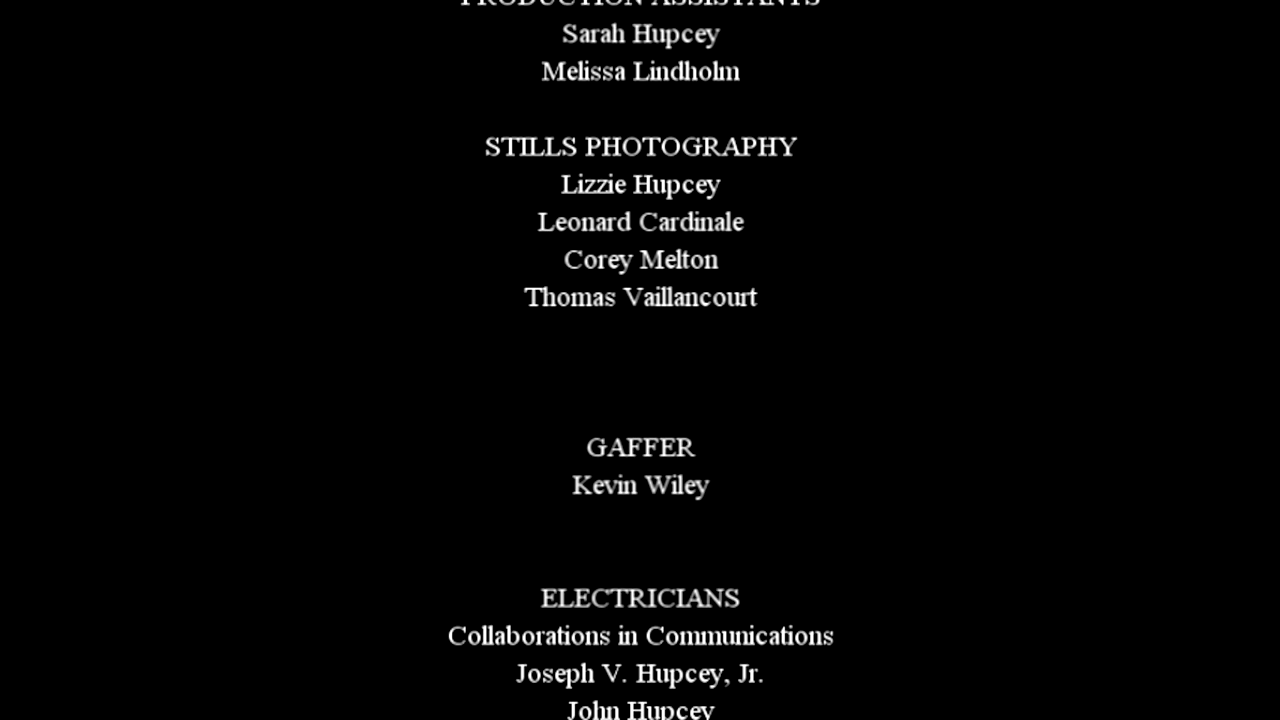 PRODUCTION ASSISTANTS
Sarah Hupcey
Melissa Lindholm
STILLS PHOTOGRAPHY
Lizzie Hupcey
Leonard Cardinale
Corey Melton
Thomas Vaillancourt
GAFFER
Kevin Wiley
ELECTRICIANS
Collaborations in Communications
Joseph V. Hupcey, Jr.
John Hupcey